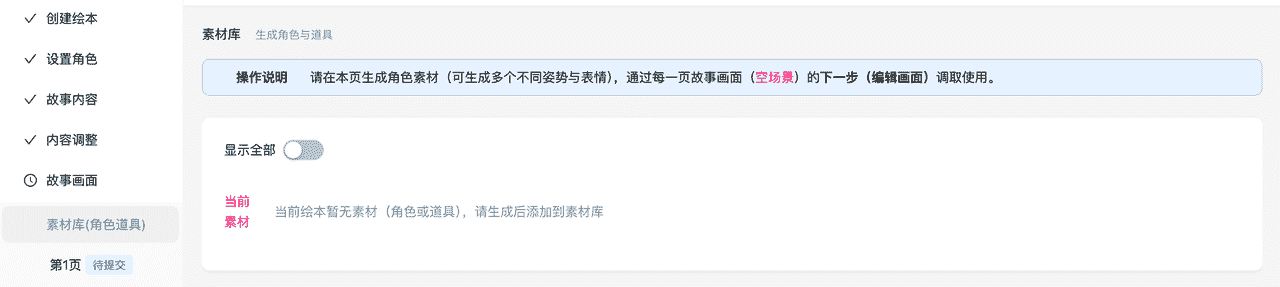 创建绘本
设置角色
故事内容
内容调整
故事画面
素材库(角色道具)
第1页 待提交
素材库 生成角色与道具
操作说明 请在本页生成角色素材（可生成多个不同姿势与表情），通过每一页故事画面（空场景）的下一步（编辑画面）调取使用。
显示全部
当前
素材
当前绘本暂无素材（角色或道具），请生成后添加到素材库